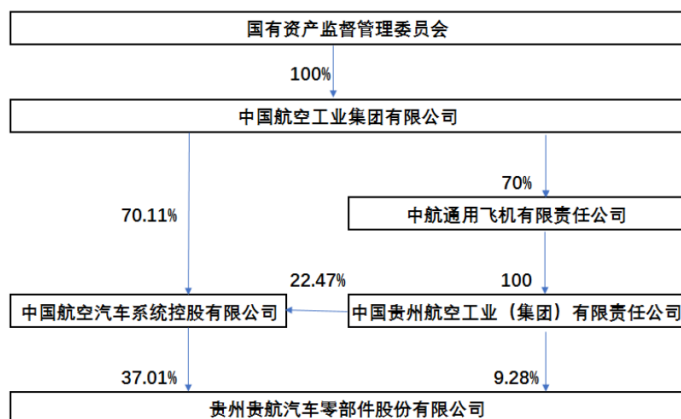 国有资产监督管理委员会
100%
中国航空工业集团有限公司
70%
70.11%
中航通用飞机有限责任公司
22.47%
100
中国航空汽车系统控股有限公司
中国贵州航空工业（集团）有限责任公司
37.01%
9.28%
贵州贵航汽车零部件股份有限公司